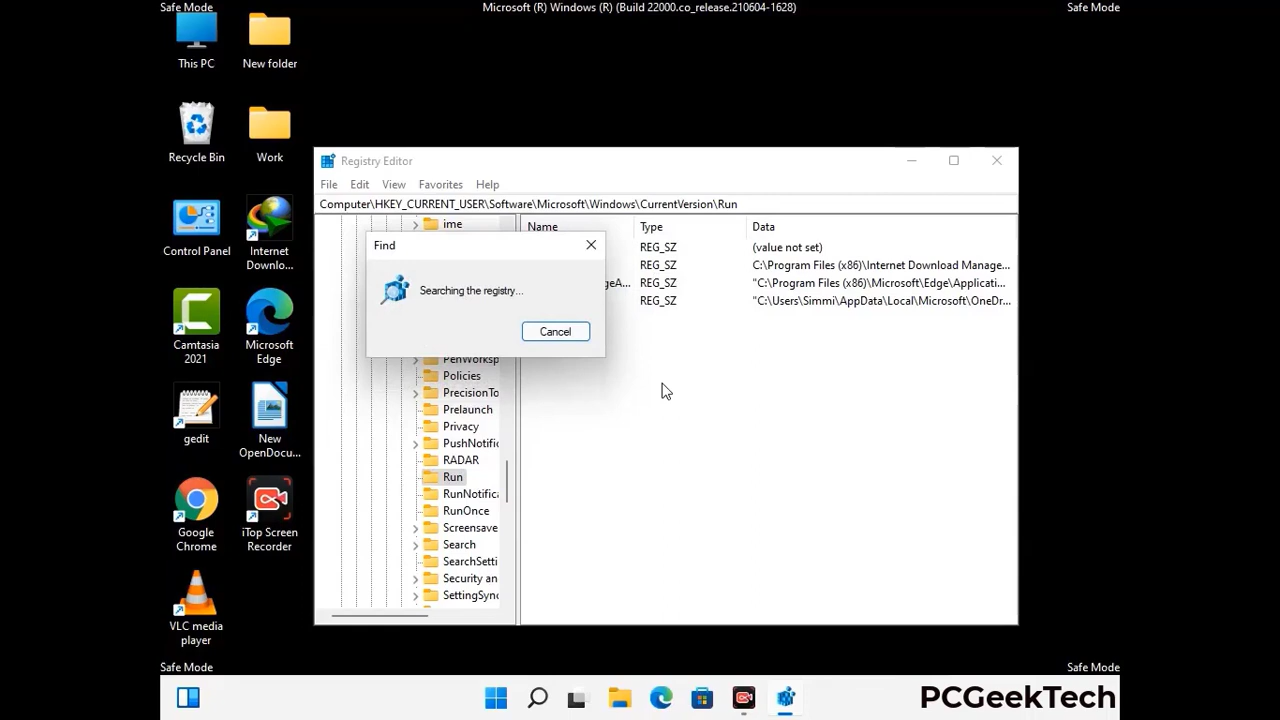 Safe Mode
Microsoft (R) Windows (R) (Build 22000.co_release.210604-1628)
Safe Mode
This PC
New folder
Recycle Bin
Work
Control Panel
Internet
Downlo...
Camtasia
2021
Microsoft
Edge
gedit
New
OpenDocu...
Google
Chrome
iTop Screen
Recorder
VLC media
player
Registry Editor
File Edit View Favorites Help
Computer\HKEY_CURRENT_USER\Software\Microsoft\Windows\CurrentVersion\Run
ime
Policies
PrecisionTo
Prelaunch
Privacy
PushNotific
RADAR
Run
RunNotifica
RunOnce
Screensave
Search
SearchSetti
Security an
SettingSync
Name Type Data
REG_SZ (value not set)
REG_SZ C:\Program Files (x86)\Internet Download Manage...
geA... REG_SZ "C:\Program Files (x86)\Microsoft\Edge\Applicati...
REG_SZ "C:\Users\Simmi\AppData\Local\Microsoft\OneDr...
Find
Searching the registry...
Cancel
Safe Mode
Safe Mode
PCGeekTech